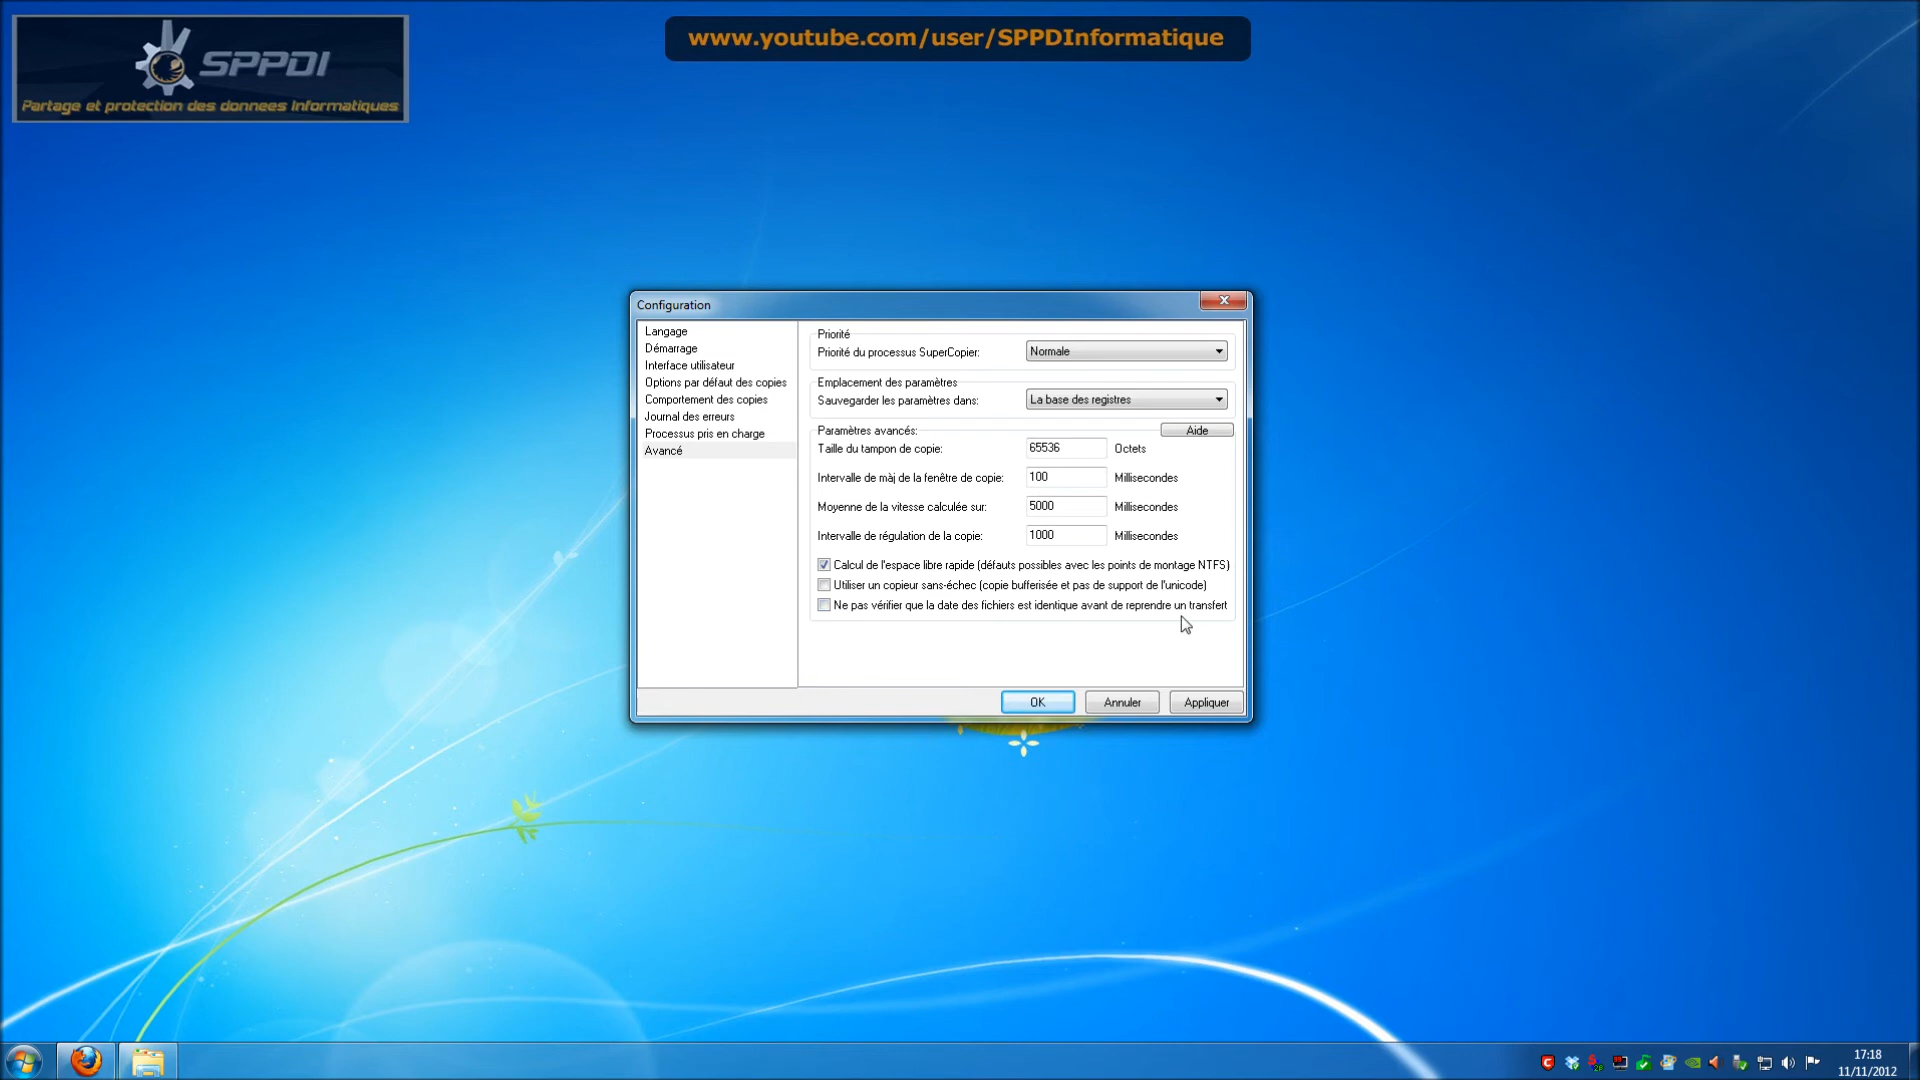 SPPDI
Partage et protection des donnees Informatiques
www.youtube.com/user/SPPDInformatique
Configuration
Langage
Démarrage
Interface utilisateur
Options par défaut des copies
Comportement des copies
Journal des erreurs
Processus pris en charge
Avancé
Priorité
Priorité du processus SuperCopier: Normale
Emplacement des paramètres
Sauvegarder les paramètres dans: La base des registres
Paramètres avancés: Aide
Taille du tampon de copie: 65536 Octets
Intervalle de màj de la fenêtre de copie: 100 Millisecondes
Moyenne de la vitesse calculée sur: 5000 Millisecondes
Intervalle de régulation de la copie: 1000 Millisecondes
Calcul de l'espace libre rapide (défauts possibles avec les points de montage NTFS)
Utiliser un copieur sans-échec (copie bufferisée et pas de support de l'unicode)
Ne pas vérifier que la date des fichiers est identique avant de reprendre un transfert
OK Annuler Appliquer
17:18
11/11/2012